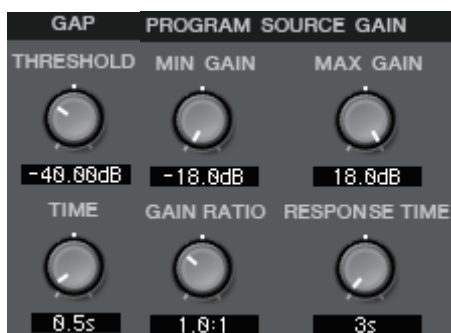 GAP PROGRAM SOURCE GAIN
THRESHOLD MIN GAIN MAX GAIN
-40.00dB -18.0dB 18.0dB
TIME GAIN RATIO RESPONSE TIME
0.5s 1.0:1 3s